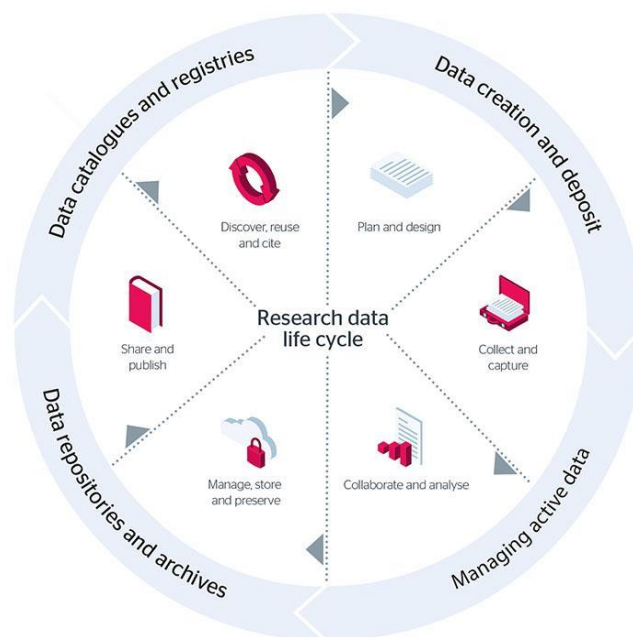 Data catalogues and registries
Data creation and deposit
Discover, reuse
and cite
Plan and design
Share and
publish
Research data
life cycle
Collect and
capture
Manage, store
and preserve
Collaborate and analyse
Data repositories and archives
Managing active data